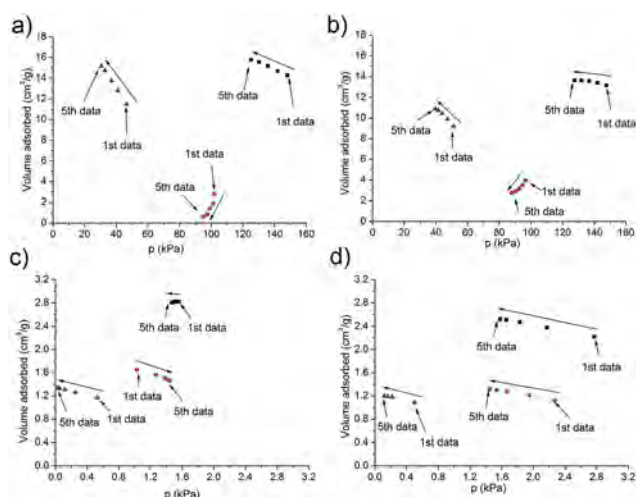 a)
Volume adsorbed (cm³/g)
18
16
14
12
10
8
6
4
2
0
5th data
1st data
5th data
1st data
1st data
5th data
0 20 40 60 80 100 120 140 160
p (kPa)
b)
Volume adsorbed (cm³/g)
18
16
14
12
10
8
6
4
2
0
5th data
1st data
5th data
1st data
1st data
5th data
0 20 40 60 80 100 120 140 160
p (kPa)
c)
Volume adsorbed (cm³/g)
3.2
2.8
2.4
2.0
1.6
1.2
0.8
0.4
0.0
5th data 1st data
1st data
5th data
5th data
1st data
0.0 0.4 0.8 1.2 1.6 2.0 2.4 2.8 3.2
p (kPa)
d)
Volume adsorbed (cm³/g)
3.2
2.8
2.4
2.0
1.6
1.2
0.8
0.4
0.0
5th data
1st data
5th data
1st data
5th data
1st data
0.0 0.4 0.8 1.2 1.6 2.0 2.4 2.8 3.2
p (kPa)